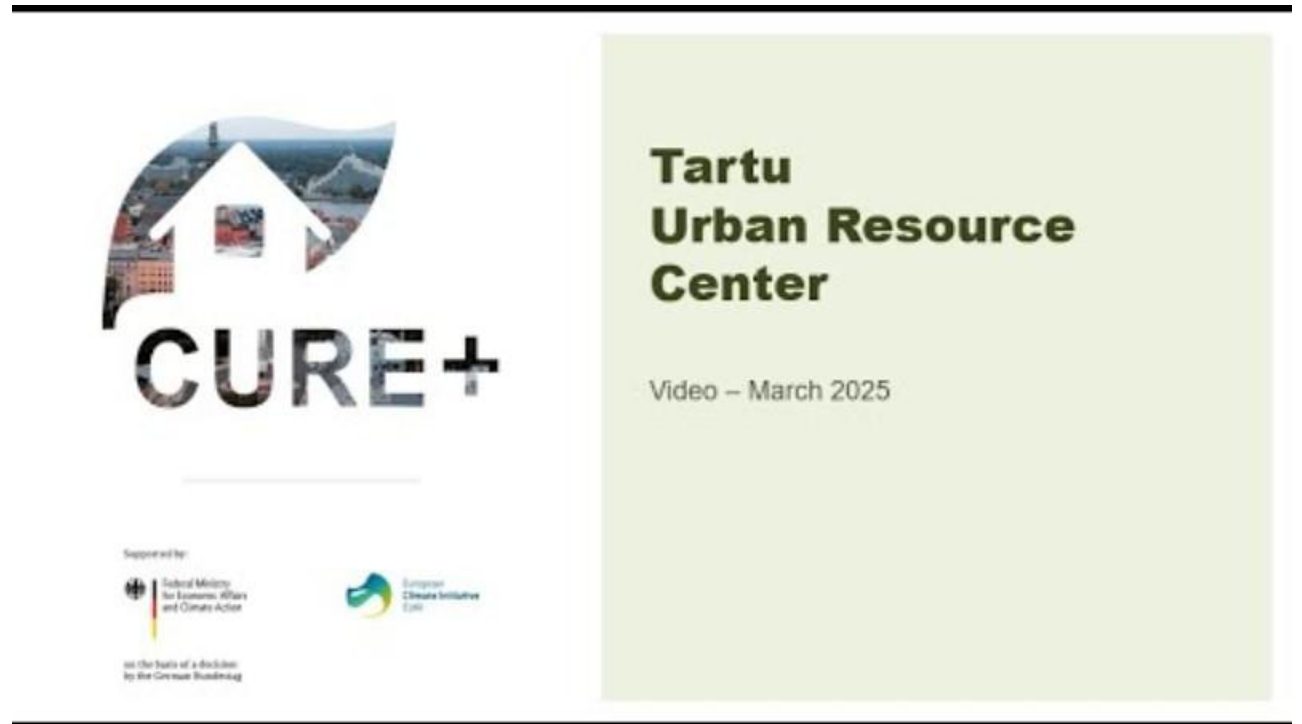 CURE+
Supported by:
Federal Ministry
for Economic Affairs
and Climate Action
European
Climate Initiative
EUKI
on the basis of a decision
by the German Bundestag
Tartu
Urban Resource
Center
Video – March 2025